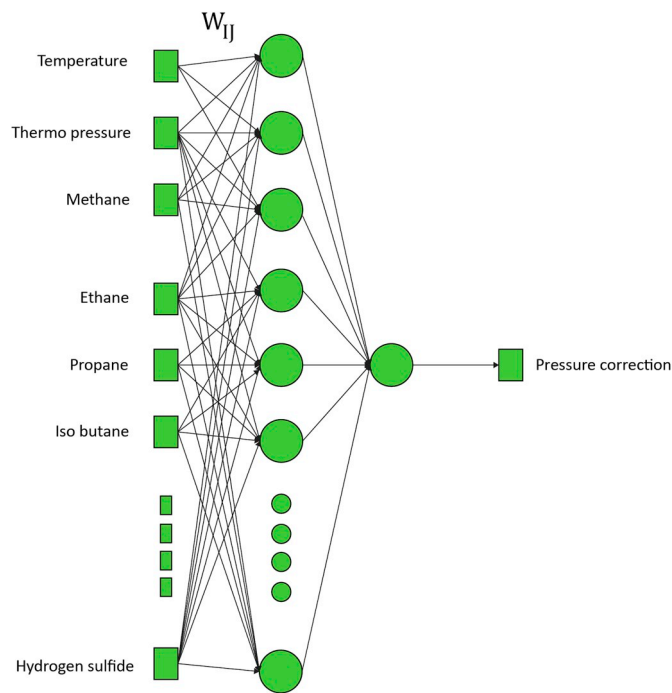 W_IJ
Temperature
Thermo pressure
Methane
Ethane
Propane
Pressure correction
Iso butane
Hydrogen sulfide